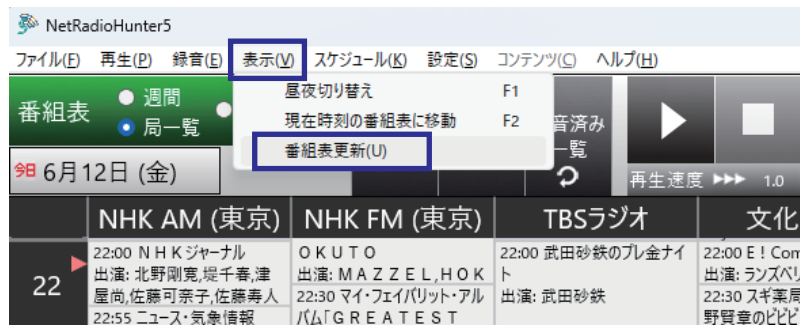 NetRadioHunter5
ファイル(F) 再生(P) 録音(E) 表示(V) スケジュール(K) 設定(S) コンテンツ(C) ヘルプ(H)
昼夜切り替え F1
現在時刻の番組表に移動 F2
番組表更新(U)
番組表
週間
局一覧
音済み
一覧
再生速度 1.0
今日 6月12日 (金)
NHK AM (東京) NHK FM (東京) TBSラジオ 文化
22
22:00 ＮＨＫジャーナル
出演: 北野剛寛,堤千春,津
屋尚,佐藤可奈子,佐藤寿人
22:55 ニュース・気象情報
ＯＫＵＴＯ
出演: ＭＡＺＺＥＬ,ＨＯＫ
22:30 マイ・フェイバリット・アル
バム「ＧＲＥＡＴＥＳＴ
22:00 武田砂鉄のプレ金ナイ
ト
出演: 武田砂鉄
22:00 E！Com
出演: ランズベリ
22:30 スギ薬局
野賢章のビビビ